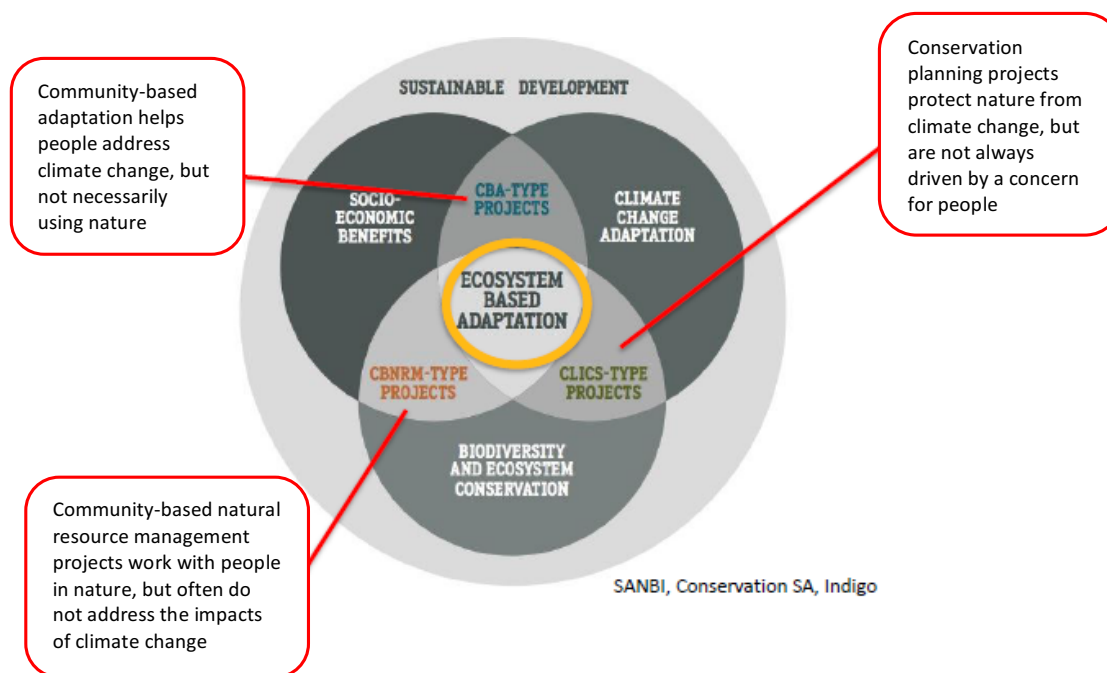 Conservation
planning projects
protect nature from
climate change, but
are not always
driven by a concern
for people
Community-based
adaptation helps
people address
climate change, but
not necessarily
using nature
SUSTAINABLE DEVELOPMENT
SOCIO-
ECONOMIC
BENEFITS
CBA-TYPE
PROJECTS
CLIMATE
CHANGE
ADAPTATION
ECOSYSTEM
BASED
ADAPTATION
CBNRM-TYPE
PROJECTS
CLICS-TYPE
PROJECTS
BIODIVERSITY
AND ECOSYSTEM
CONSERVATION
Community-based natural
resource management
projects work with people
in nature, but often do
not address the impacts
of climate change
SANBI, Conservation SA, Indigo